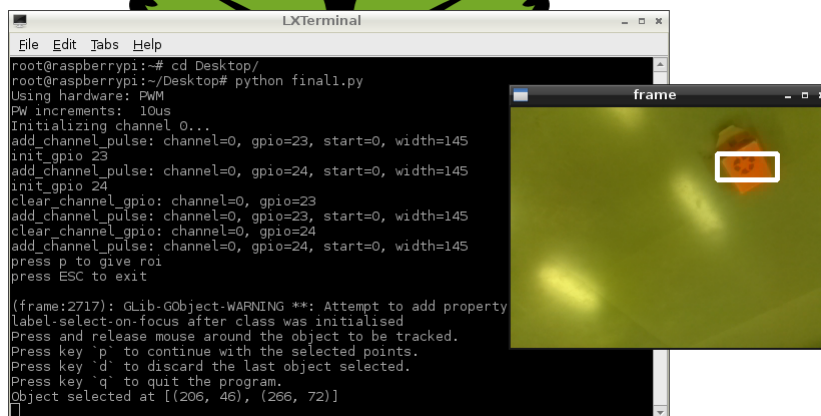 LXTerminal
File Edit Tabs Help
root@raspberrypi:~# cd Desktop/
root@raspberrypi:~/Desktop# python final1.py
Using hardware: PWM
PW increments:  10us
Initializing channel 0...
add_channel_pulse: channel=0, gpio=23, start=0, width=145
init_gpio 23
add_channel_pulse: channel=0, gpio=24, start=0, width=145
init_gpio 24
clear_channel_gpio: channel=0, gpio=23
add_channel_pulse: channel=0, gpio=23, start=0, width=145
clear_channel_gpio: channel=0, gpio=24
add_channel_pulse: channel=0, gpio=24, start=0, width=145
press p to give roi
press ESC to exit
(frame:2717): GLib-GObject-WARNING **: Attempt to add property
label-select-on-focus after class was initialised
Press and release mouse around the object to be tracked.
Press key `p` to continue with the selected points.
Press key `d` to discard the last object selected.
Press key `q` to quit the program.
Object selected at [(206, 46), (266, 72)]
frame